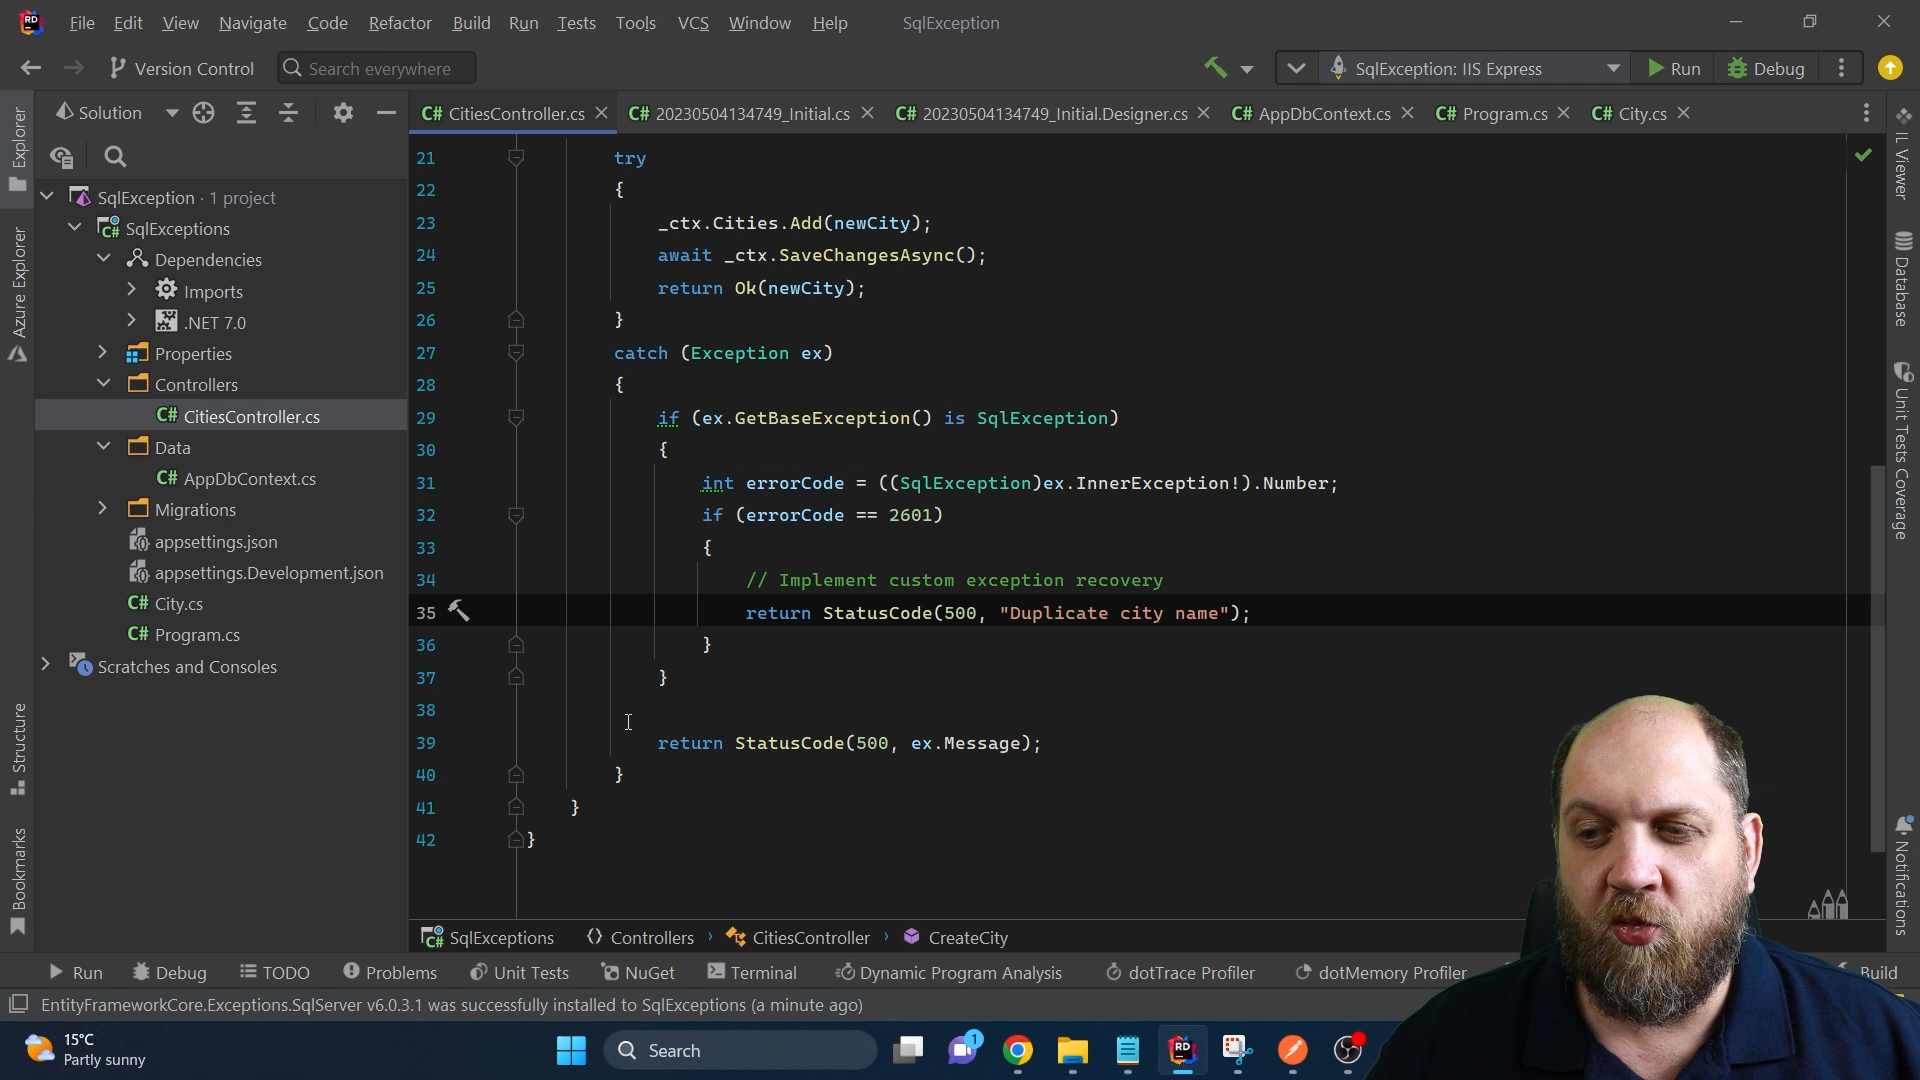 RD File Edit View Navigate Code Refactor Build Run Tests Tools VCS Window Help SqlException
Version Control Search everywhere SqlException: IIS Express Run Debug
Solution
C# CitiesController.cs C# 20230504134749_Initial.cs C# 20230504134749_Initial.Designer.cs C# AppDbContext.cs C# Program.cs C# City.cs
Explorer
Azure Explorer
Structure
Bookmarks
SqlException · 1 project
C# SqlExceptions
Dependencies
Imports
.NET 7.0
Properties
Controllers
C# CitiesController.cs
Data
C# AppDbContext.cs
Migrations
appsettings.json
appsettings.Development.json
C# City.cs
C# Program.cs
Scratches and Consoles
21 try
22 {
23 _ctx.Cities.Add(newCity);
24 await _ctx.SaveChangesAsync();
25 return Ok(newCity);
26 }
27 catch (Exception ex)
28 {
29 if (ex.GetBaseException() is SqlException)
30 {
31 int errorCode = ((SqlException)ex.InnerException!).Number;
32 if (errorCode == 2601)
33 {
34 // Implement custom exception recovery
35 return StatusCode(500, "Duplicate city name");
36 }
37 }
38
39 return StatusCode(500, ex.Message);
40 }
41 }
42 }
IL Viewer
Database
Unit Tests Coverage
Notifications
C# SqlExceptions Controllers CitiesController CreateCity
Run Debug TODO Problems Unit Tests NuGet Terminal Dynamic Program Analysis dotTrace Profiler dotMemory Profiler Build
EntityFrameworkCore.Exceptions.SqlServer v6.0.3.1 was successfully installed to SqlExceptions (a minute ago)
15°C
Partly sunny
Search
1
RD